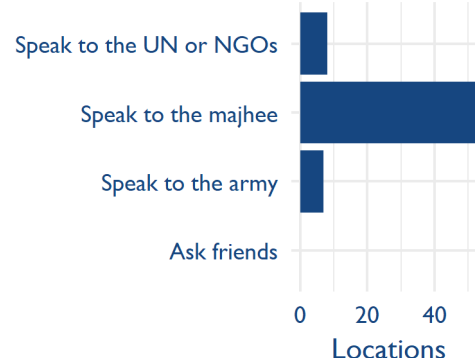 Speak to the UN or NGOs
Speak to the majhee
Speak to the army
Ask friends
0 20 40
Locations